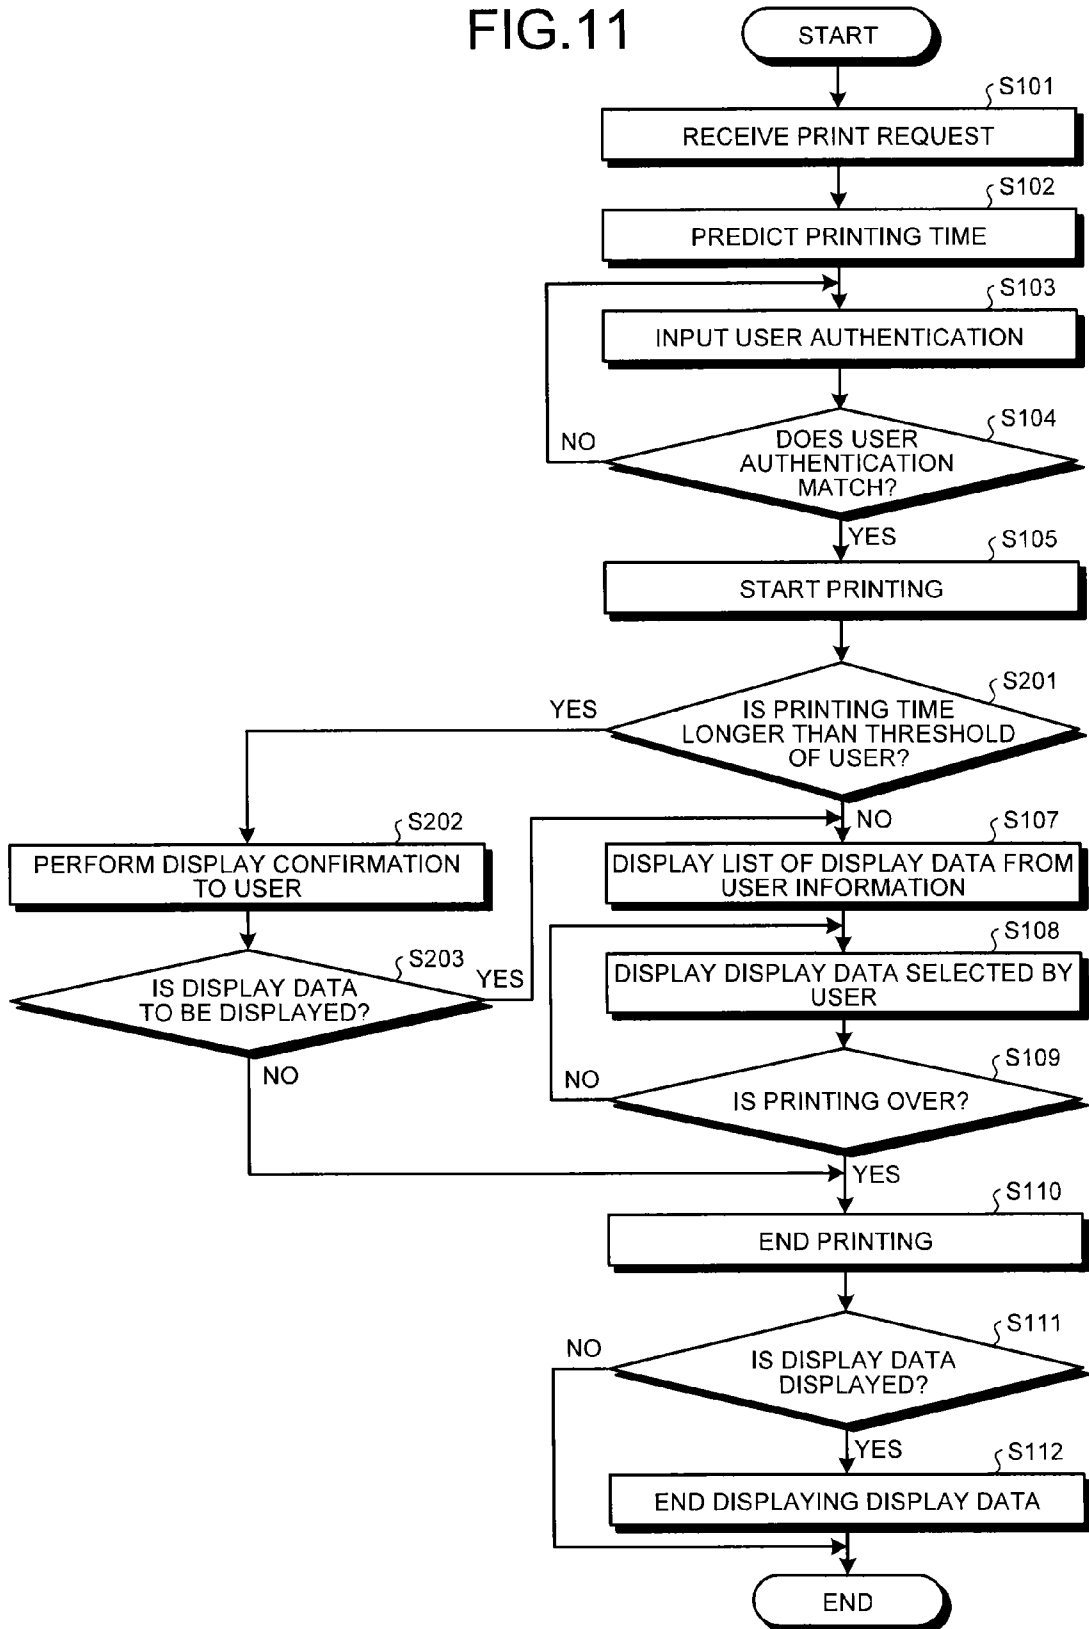 FIG.11
START
S101
RECEIVE PRINT REQUEST
S102
PREDICT PRINTING TIME
S103
INPUT USER AUTHENTICATION
S104
DOES USER
AUTHENTICATION
MATCH?
NO
YES
S105
START PRINTING
S201
IS PRINTING TIME
LONGER THAN THRESHOLD
OF USER?
YES
NO
S202
PERFORM DISPLAY CONFIRMATION
TO USER
S203
IS DISPLAY DATA
TO BE DISPLAYED?
YES
NO
S107
DISPLAY LIST OF DISPLAY DATA FROM
USER INFORMATION
S108
DISPLAY DISPLAY DATA SELECTED BY
USER
S109
IS PRINTING OVER?
NO
YES
S110
END PRINTING
S111
IS DISPLAY DATA
DISPLAYED?
NO
YES
S112
END DISPLAYING DISPLAY DATA
END